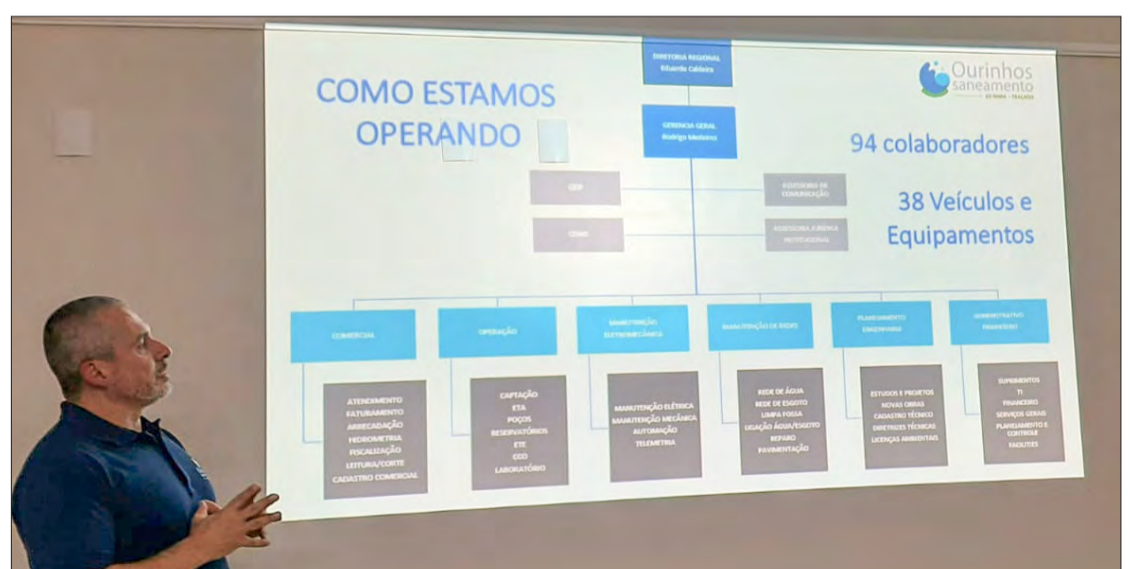 COMO ESTAMOS
OPERANDO
DIRETORIA REGIONAL
Eduardo Caldeira
GERENCIA GERAL
Rodrigo
Ourinhos
saneamento
94 colaboradores
38 Veículos e
Equipamentos
ASSESSORIA DE
COMUNICAÇÃO
ASSESSORIA JURÍDICA
INSTITUCIONAL
COMERCIAL
OPERAÇÃO
MANUTENÇÃO
ELETROMECÂNICA
MANUTENÇÃO DE REDES
PLANEJAMENTO
ENGENHARIA
ADMINISTRATIVO
FINANCEIRO
ATENDIMENTO
FATURAMENTO
ARRECADAÇÃO
HIDROMETRIA
FISCALIZAÇÃO
LEITURA/CORTE
CADASTRO COMERCIAL
CAPTAÇÃO
ETA
POÇOS
RESERVATÓRIOS
ETE
CCO
LABORATÓRIO
MANUTENÇÃO ELÉTRICA
MANUTENÇÃO MECÂNICA
AUTOMAÇÃO
TELEMETRIA
REDE DE ÁGUA
REDE DE ESGOTO
LIMPA FOSSA
LIGAÇÃO ÁGUA/ESGOTO
REPARO
PAVIMENTAÇÃO
ESTUDOS E PROJETOS
NOVAS OBRAS
CADASTRO TÉCNICO
DIRETRIZES TÉCNICAS
LICENÇAS AMBIENTAIS
SUPRIMENTOS
TI
FINANCEIRO
SERVIÇOS GERAIS
PLANEJAMENTO E
CONTROLE
FACILITIES